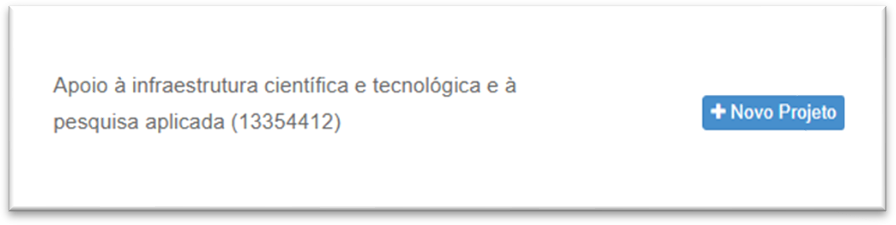 Apoio à infraestrutura científica e tecnológica e à
pesquisa aplicada (13354412)
+ Novo Projeto